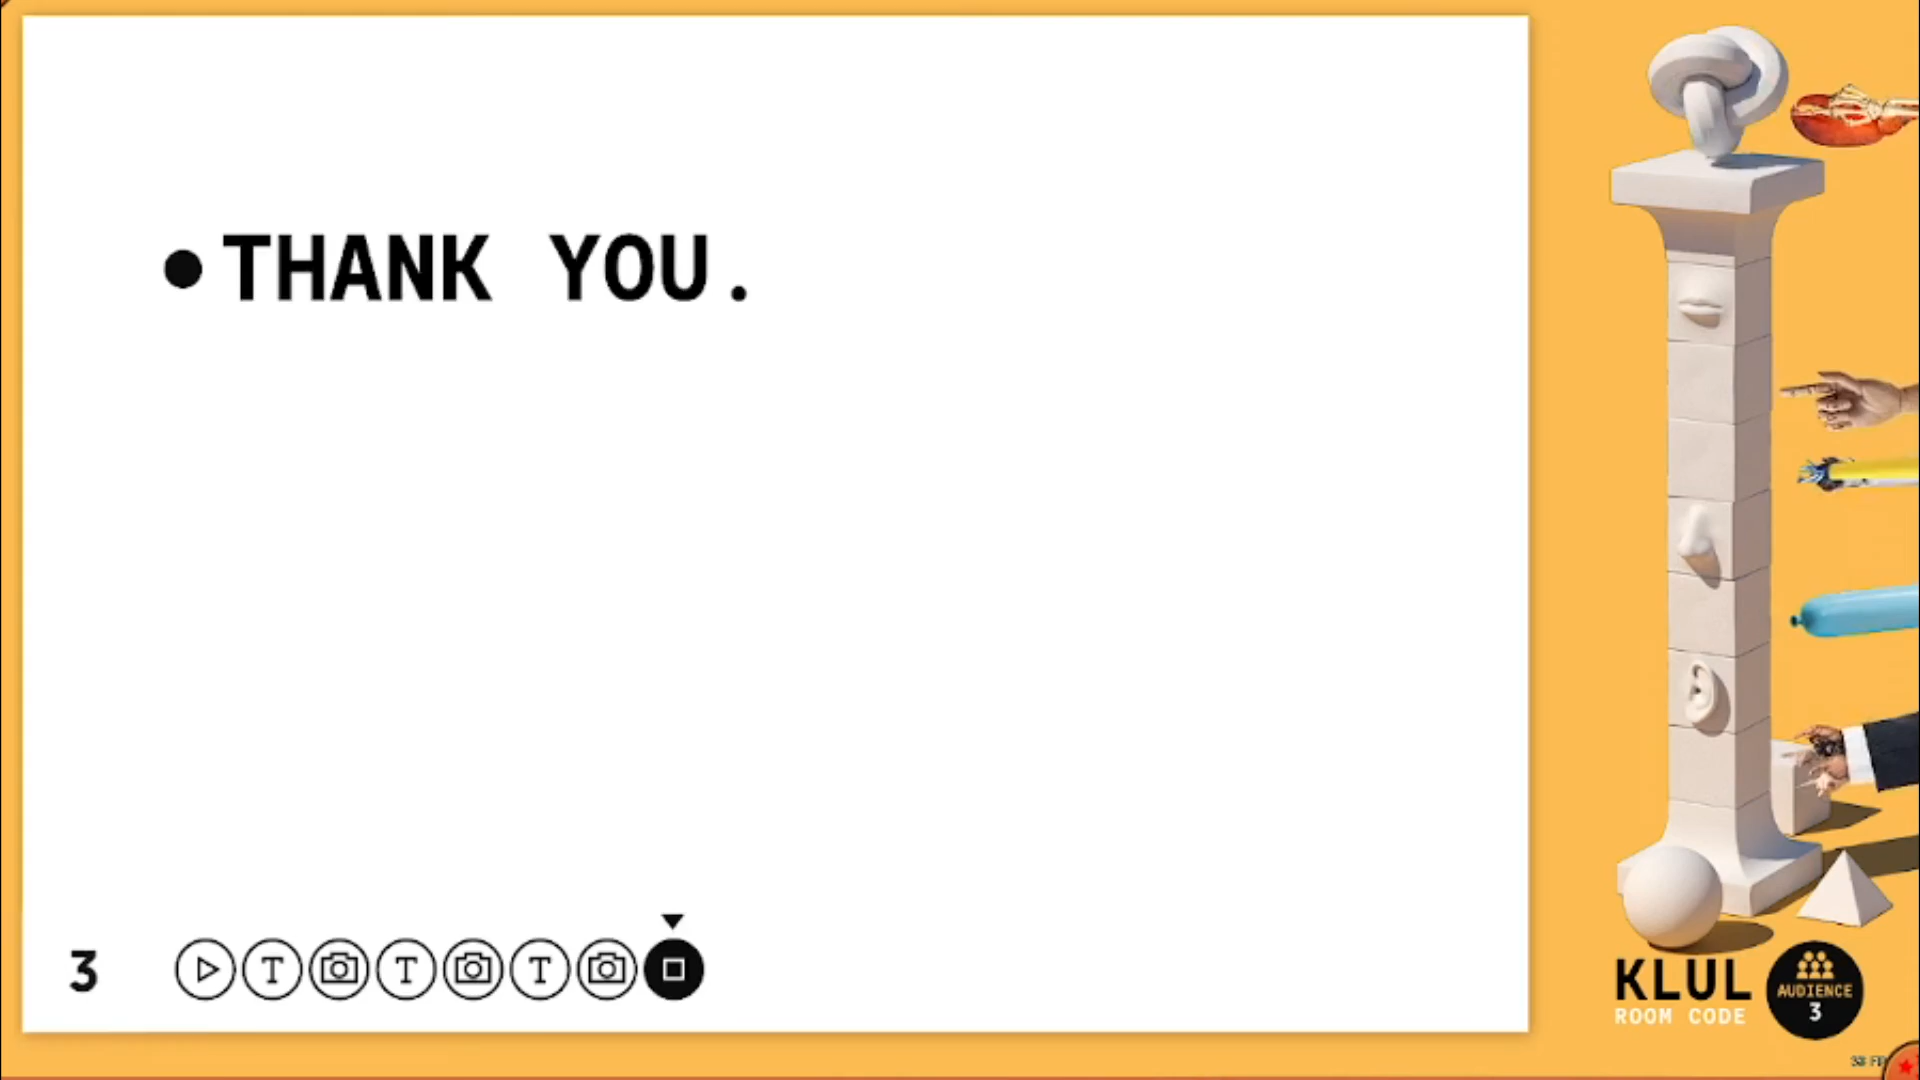 THANK YOU.
3
T
T
T
KLUL
ROOM CODE
AUDIENCE
3